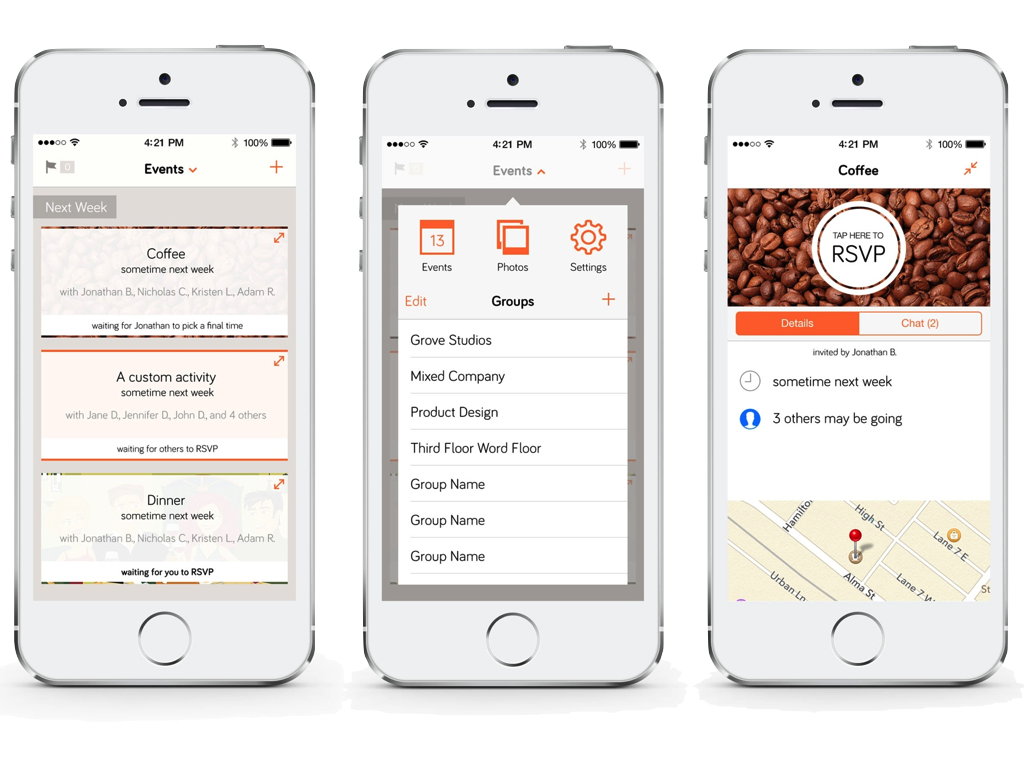 4:21 PM
100%
0
Events
Next Week
Coffee
sometime next week
with Jonathan B., Nicholas C., Kristen L., Adam R.
waiting for Jonathan to pick a final time
A custom activity
sometime next week
with Jane D., Jennifer D., John D., and 4 others
waiting for others to RSVP
Dinner
sometime next week
with Jonathan B., Nicholas C., Kristen L., Adam R.
waiting for you to RSVP
4:21 PM
100%
Events
13
Events
Photos
Settings
Edit
Groups
Grove Studios
Mixed Company
Product Design
Third Floor Word Floor
Group Name
Group Name
Group Name
4:21 PM
100%
Coffee
TAP HERE TO
RSVP
Details
Chat (2)
invited by Jonathan B.
sometime next week
3 others may be going
Hamilto
High St
Lane 7 E
Alma St
Lane 7 W
Urban Ln
St